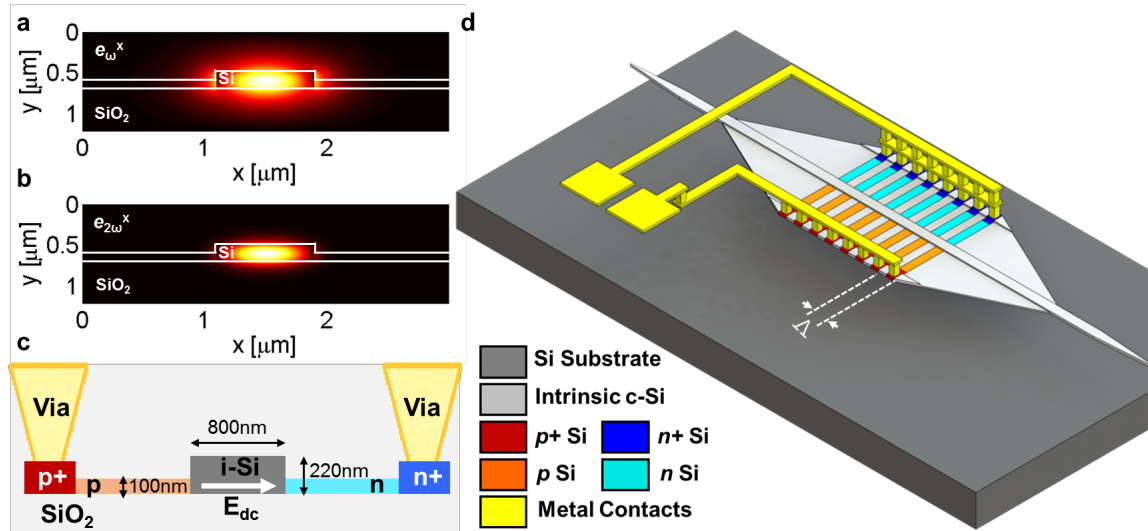 a
0
0.5
1
y [μm]
e_ω^x
Si
SiO₂
0
1
2
x [μm]
b
0
0.5
1
y [μm]
e_2ω^x
Si
SiO₂
0
1
2
x [μm]
c
Via
Via
800nm
p+
p
100nm
i-Si
E_dc
220nm
n
n+
SiO₂
d
Λ
Si Substrate
Intrinsic c-Si
p+ Si
n+ Si
p Si
n Si
Metal Contacts